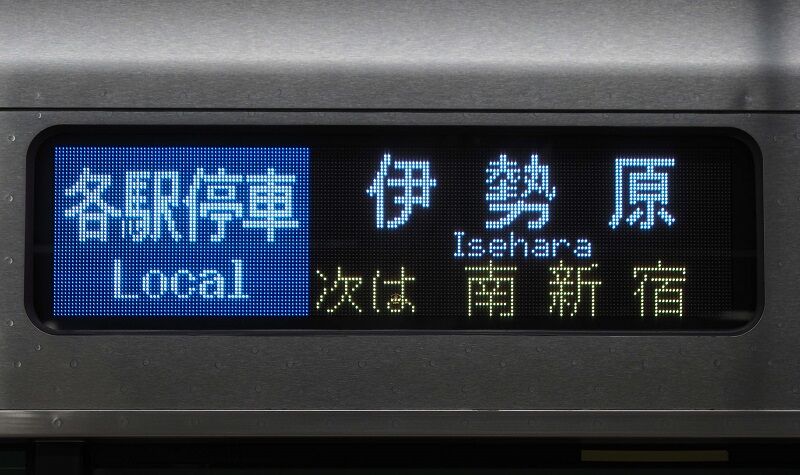 各駅停車
Local
伊勢原
Isehara
次は 南新宿